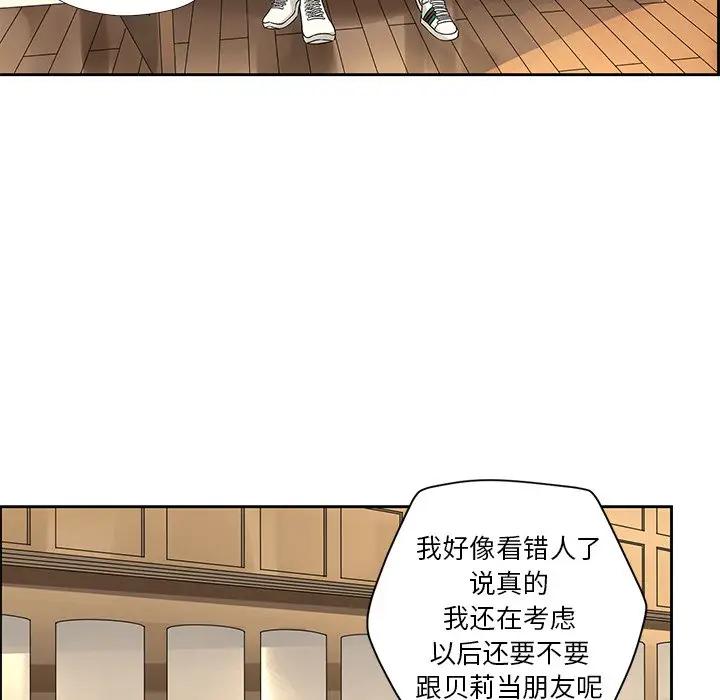 我好像看错人了
说真的
我还在考虑
以后还要不要
跟贝莉当朋友呢